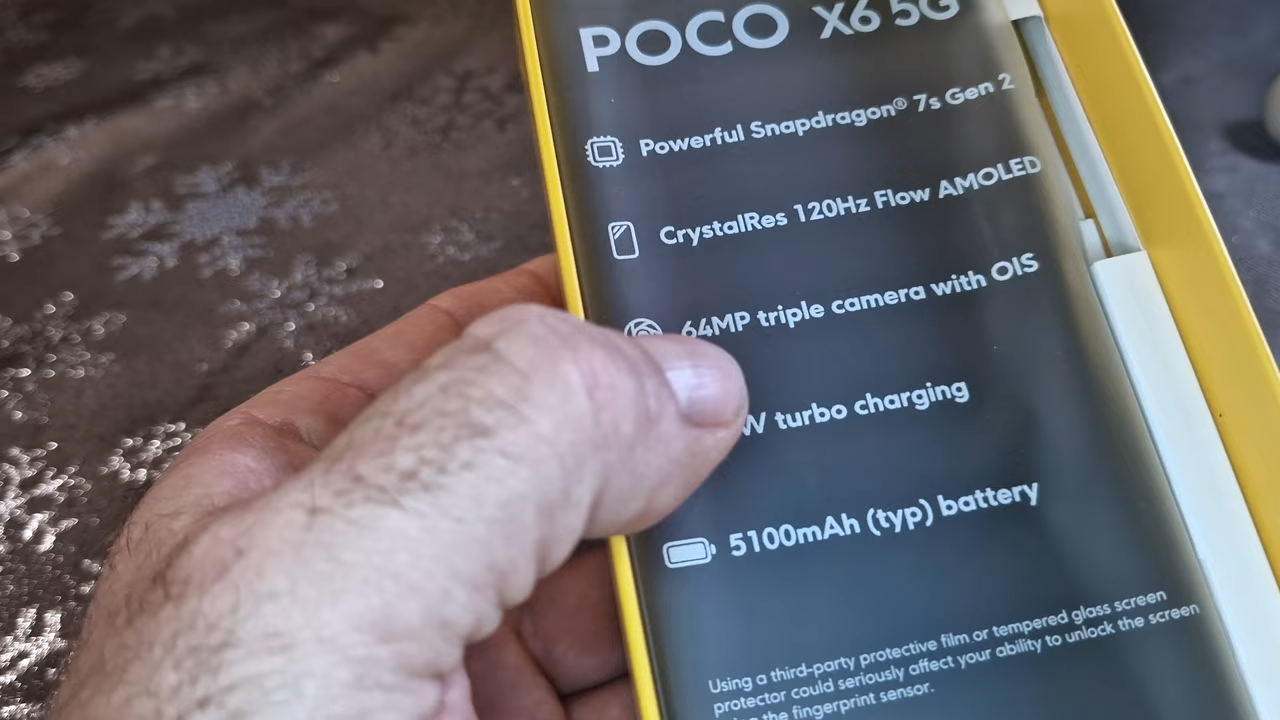 POCO X6 5G
Powerful Snapdragon® 7s Gen 2
CrystalRes 120Hz Flow AMOLED
64MP triple camera with OIS
W turbo charging
5100mAh (typ) battery
Using a third-party protective film or tempered glass screen
protector could seriously affect your ability to unlock the screen
the fingerprint sensor.